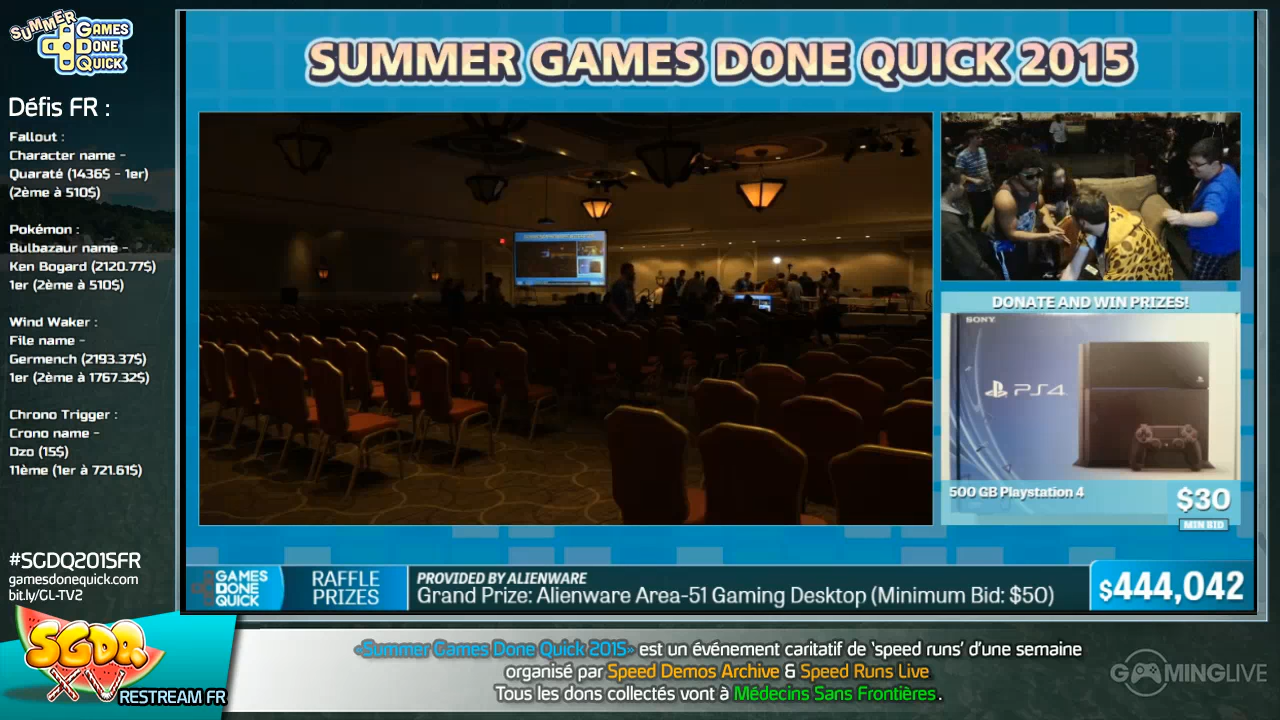 SUMMER
GAMES
DONE
QUICK
Défis FR :
Fallout :
Character name -
Quaraté (1436$ - 1er)
(2ème à 510$)
Pokémon :
Bulbazaur name -
Ken Bogard (2120.77$)
1er (2ème à 510$)
Wind Waker :
File name -
Germench (2193.37$)
1er (2ème à 1767.32$)
Chrono Trigger :
Crono name -
Dzo (15$)
11ème (1er à 721.61$)
#SGDQ2015FR
gamesdonequick.com
bit.ly/GL-TV2
SGDQ
RESTREAM FR
SUMMER GAMES DONE QUICK 2015
DONATE AND WIN PRIZES!
SONY
PS4
500 GB Playstation 4
$30
MIN BID
GAMES
DONE
QUICK
RAFFLE
PRIZES
PROVIDED BY ALIENWARE
Grand Prize: Alienware Area-51 Gaming Desktop (Minimum Bid: $50)
$444,042
«Summer Games Done Quick 2015» est un événement caritatif de 'speed runs' d'une semaine
organisé par Speed Demos Archive & Speed Runs Live
Tous les dons collectés vont à Médecins Sans Frontières.
GAMINGLIVE